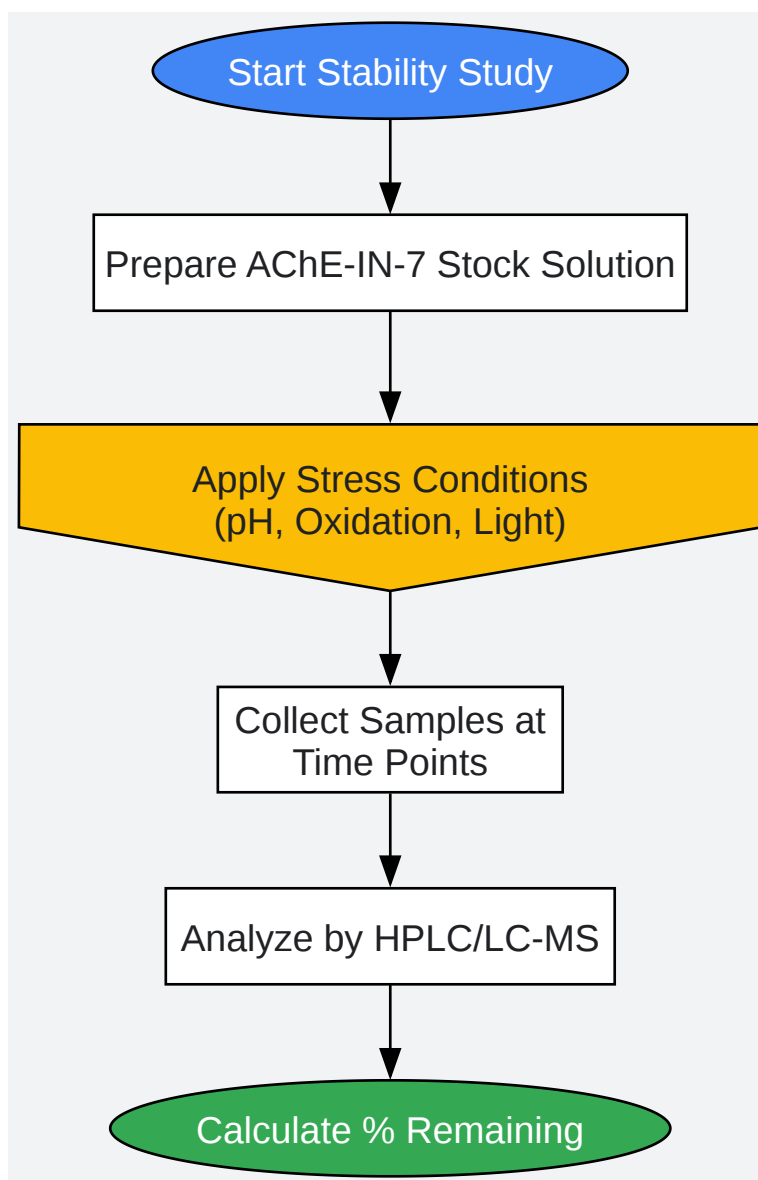 Start Stability Study
Prepare AChE-IN-7 Stock Solution
Apply Stress Conditions
(pH, Oxidation, Light)
Collect Samples at
Time Points
Analyze by HPLC/LC-MS
Calculate % Remaining